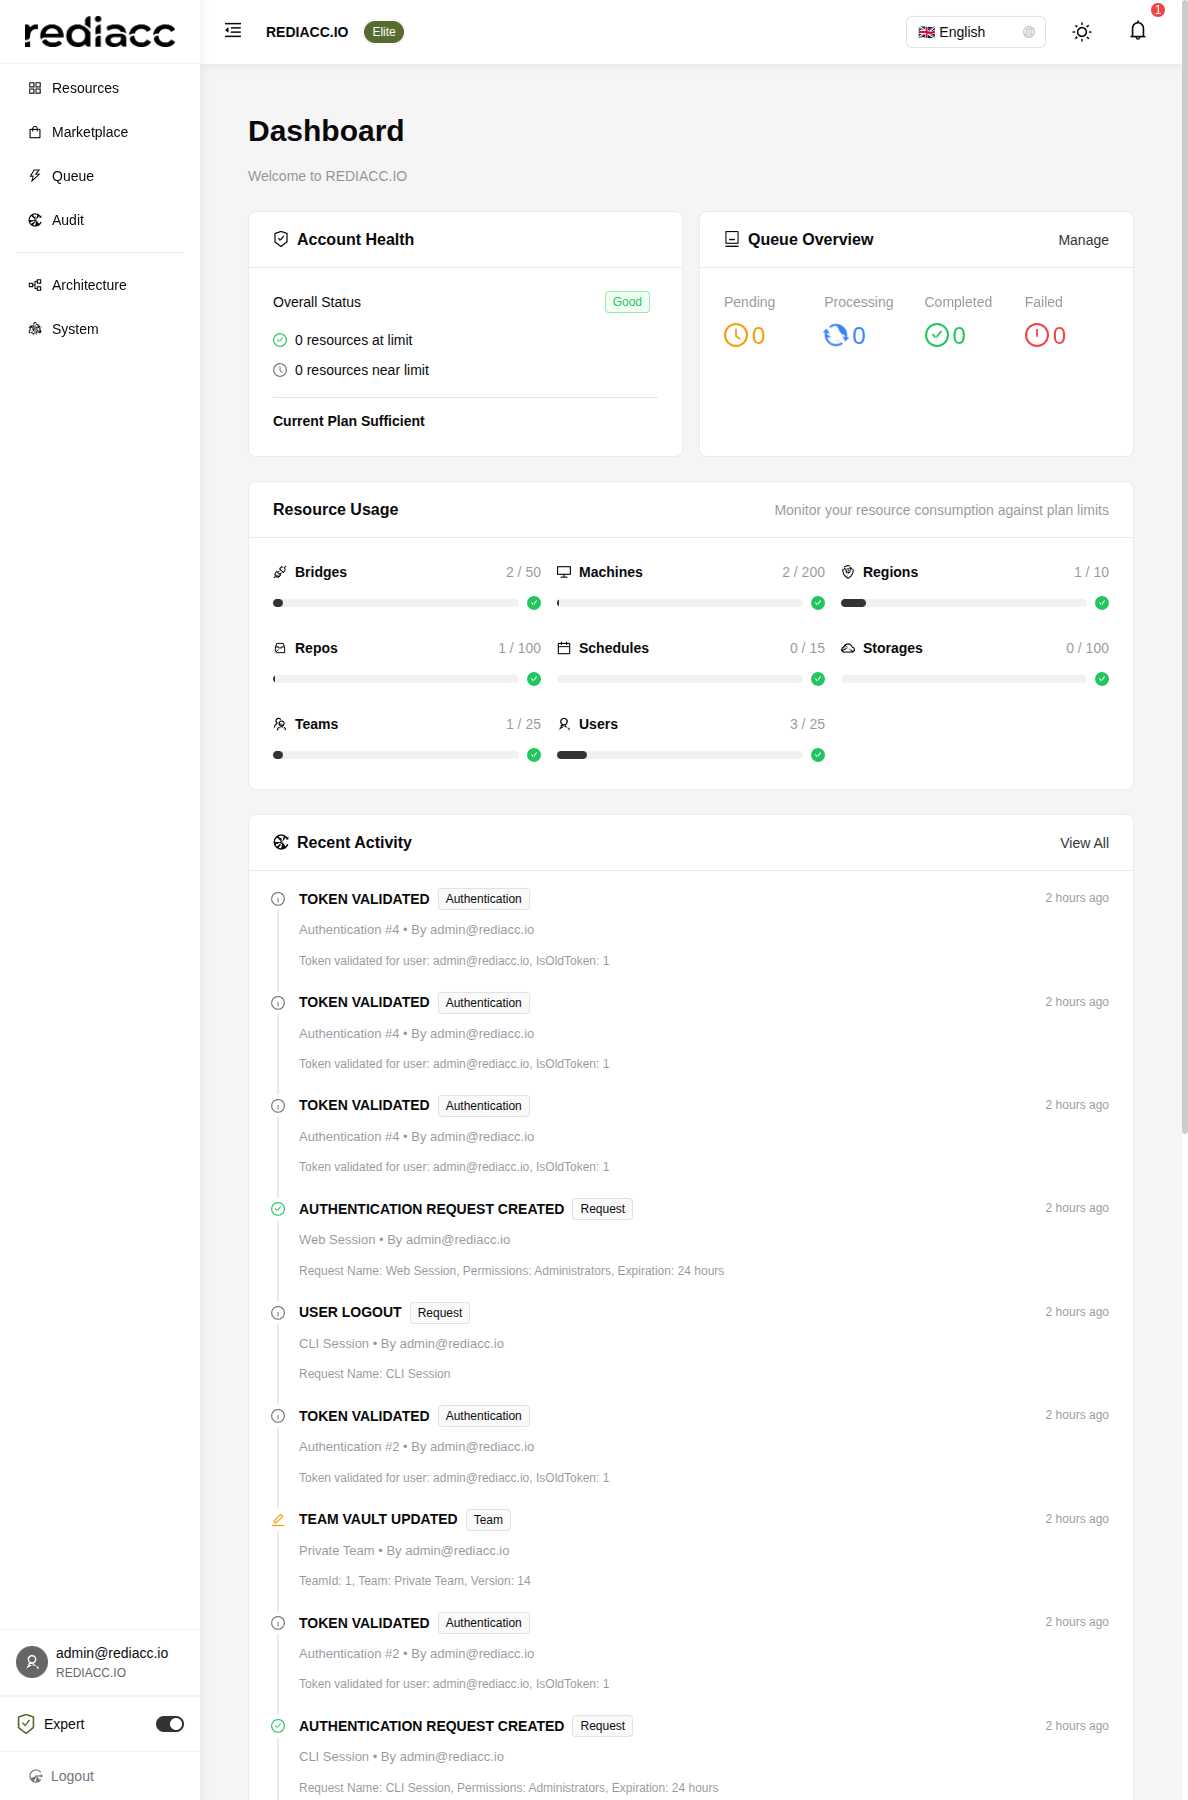 rediacc
REDIACC.IO Elite
🇬🇧 English
1
Resources
Marketplace
Queue
Audit
Architecture
System
Dashboard
Welcome to REDIACC.IO
Account Health
Overall Status Good
0 resources at limit
0 resources near limit
Current Plan Sufficient
Queue Overview Manage
Pending Processing Completed Failed
0 0 0 0
Resource Usage Monitor your resource consumption against plan limits
Bridges 2 / 50 Machines 2 / 200 Regions 1 / 10
Repos 1 / 100 Schedules 0 / 15 Storages 0 / 100
Teams 1 / 25 Users 3 / 25
Recent Activity View All
TOKEN VALIDATED Authentication 2 hours ago
Authentication #4 • By admin@rediacc.io
Token validated for user: admin@rediacc.io, IsOldToken: 1
TOKEN VALIDATED Authentication 2 hours ago
Authentication #4 • By admin@rediacc.io
Token validated for user: admin@rediacc.io, IsOldToken: 1
TOKEN VALIDATED Authentication 2 hours ago
Authentication #4 • By admin@rediacc.io
Token validated for user: admin@rediacc.io, IsOldToken: 1
AUTHENTICATION REQUEST CREATED Request 2 hours ago
Web Session • By admin@rediacc.io
Request Name: Web Session, Permissions: Administrators, Expiration: 24 hours
USER LOGOUT Request 2 hours ago
CLI Session • By admin@rediacc.io
Request Name: CLI Session
TOKEN VALIDATED Authentication 2 hours ago
Authentication #2 • By admin@rediacc.io
Token validated for user: admin@rediacc.io, IsOldToken: 1
TEAM VAULT UPDATED Team 2 hours ago
Private Team • By admin@rediacc.io
TeamId: 1, Team: Private Team, Version: 14
TOKEN VALIDATED Authentication 2 hours ago
Authentication #2 • By admin@rediacc.io
Token validated for user: admin@rediacc.io, IsOldToken: 1
AUTHENTICATION REQUEST CREATED Request 2 hours ago
CLI Session • By admin@rediacc.io
Request Name: CLI Session, Permissions: Administrators, Expiration: 24 hours
admin@rediacc.io
REDIACC.IO
Expert
Logout